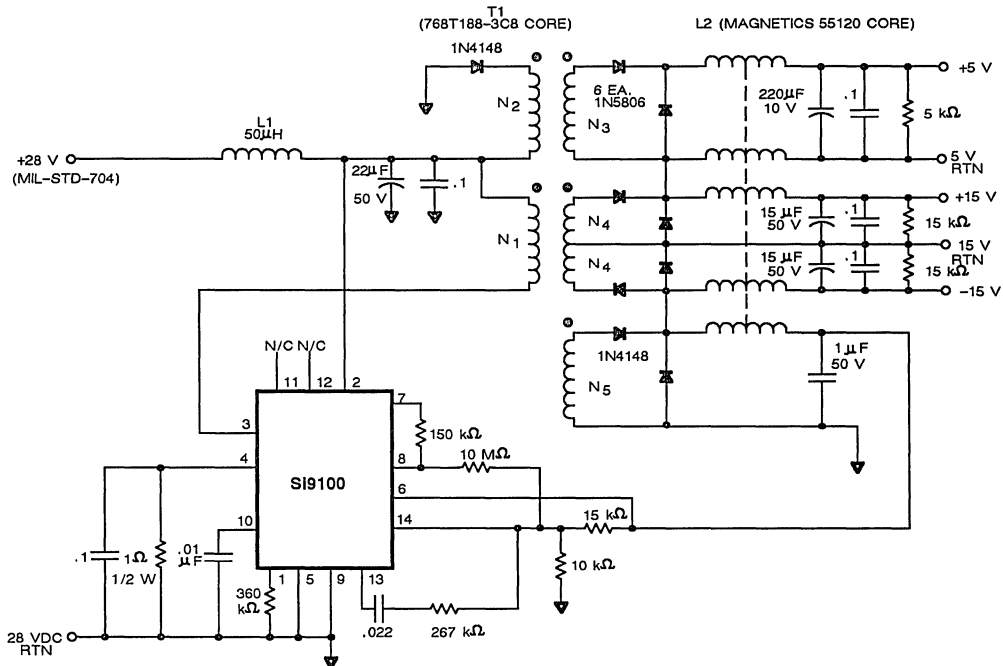 T1
(768T188-3C8 CORE)
L2 (MAGNETICS 55120 CORE)
1N4148
+5 V
6 EA.
1N5806
N2
N3
220µF
10 V
.1
5 kΩ
L1
50µH
+28 V
(MIL-STD-704)
22µF
50 V
.1
5 V
RTN
+15 V
N1
N4
15 µF
50 V
.1
15 kΩ
15 V
RTN
N4
15 µF
50 V
.1
15 kΩ
-15 V
N/C N/C
11 12 2
1N4148
N5
1µF
50 V
7
3
150 kΩ
4
8
10 MΩ
SI9100
6
15 kΩ
10
14
.1
1Ω
1/2 W
.01
µF
10 kΩ
1 5 9 13
360
kΩ
.022
267 kΩ
28 VDC
RTN